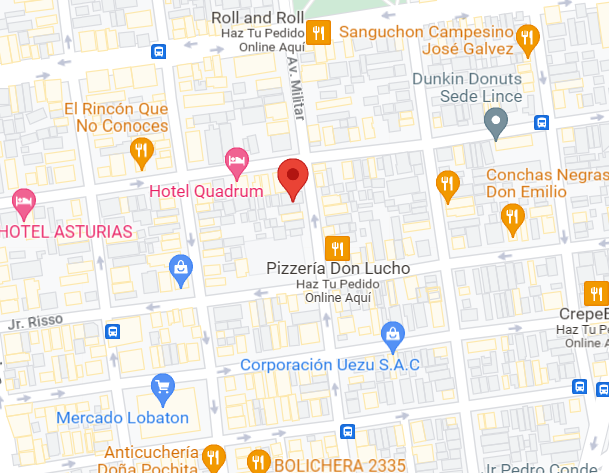 Roll and Roll
Haz Tu Pedido
Online Aquí
Sanguchon Campesino
José Galvez
Av. Militar
Dunkin Donuts
Sede Lince
El Rincón Que
No Conoces
Hotel Quadrum
Conchas Negras
Don Emilio
HOTEL ASTURIAS
Pizzería Don Lucho
Haz Tu Pedido
Online Aquí
Jr. Risso
CrepeE
Haz Tu P
Online A
Corporación Uezu S.A.C
Mercado Lobaton
Anticuchería
Doña Pochita
BOLICHERA 2335
Jr Pedro Conde